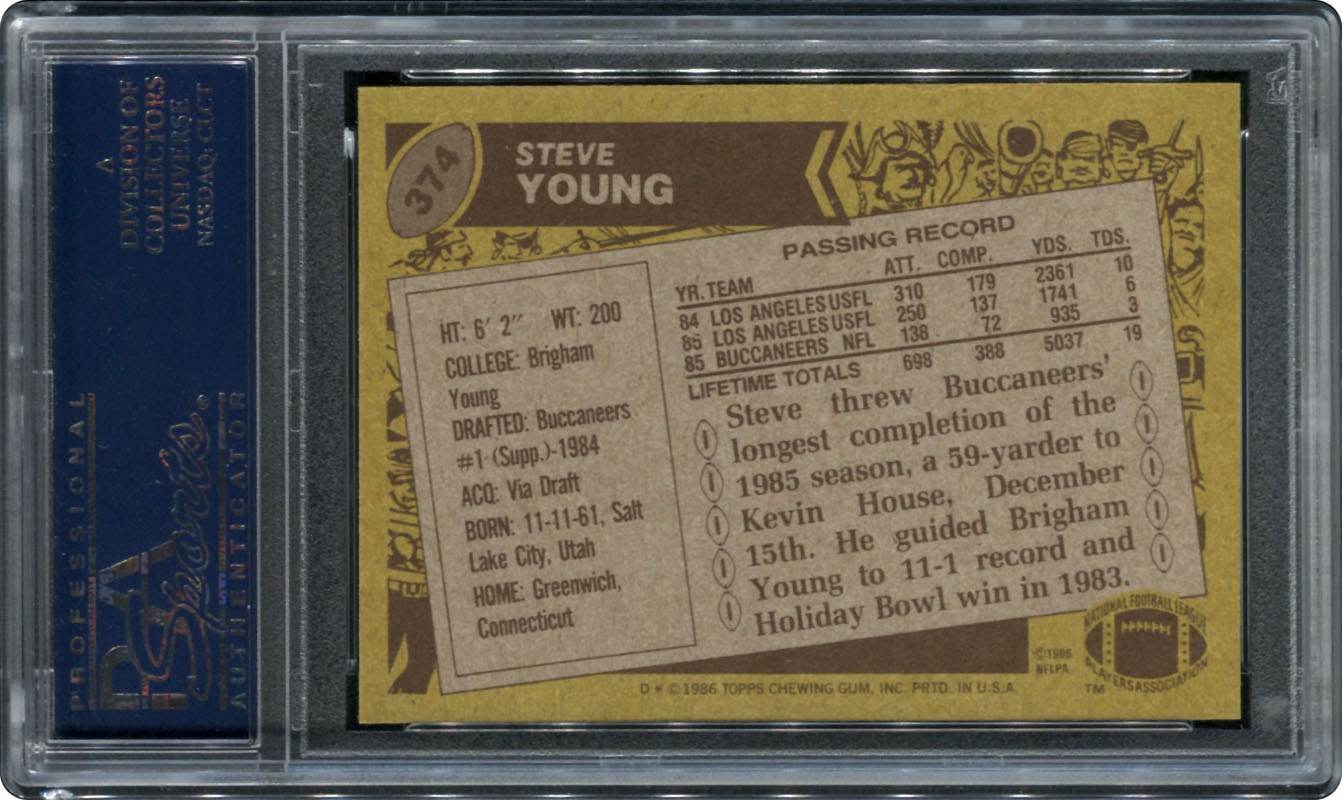 A
DIVISION OF
COLLECTORS
UNIVERSE
NASDAQ: CLCT
PROFESSIONAL
PSA
Sports®
AUTHENTICATOR
374
STEVE
YOUNG
HT: 6' 2" WT: 200
COLLEGE: Brigham
Young
DRAFTED: Buccaneers
#1-(Supp.)-1984
ACQ: Via Draft
BORN: 11-11-61, Salt
Lake City, Utah
HOME: Greenwich,
Connecticut
PASSING RECORD
YR. TEAM ATT. COMP. YDS. TDS.
84 LOS ANGELES USFL 310 179 2361 10
85 LOS ANGELES USFL 250 137 1741 6
85 BUCCANEERS NFL 138 72 935 3
LIFETIME TOTALS 698 388 5037 19
Steve threw Buccaneers'
longest completion of the
1985 season, a 59-yarder to
Kevin House, December
15th. He guided Brigham
Young to 11-1 record and
Holiday Bowl win in 1983.
©1986
NFLPA
NATIONAL FOOTBALL LEAGUE
PLAYERS ASSOCIATION
TM
D * © 1986 TOPPS CHEWING GUM, INC. PRTD. IN U.S.A.